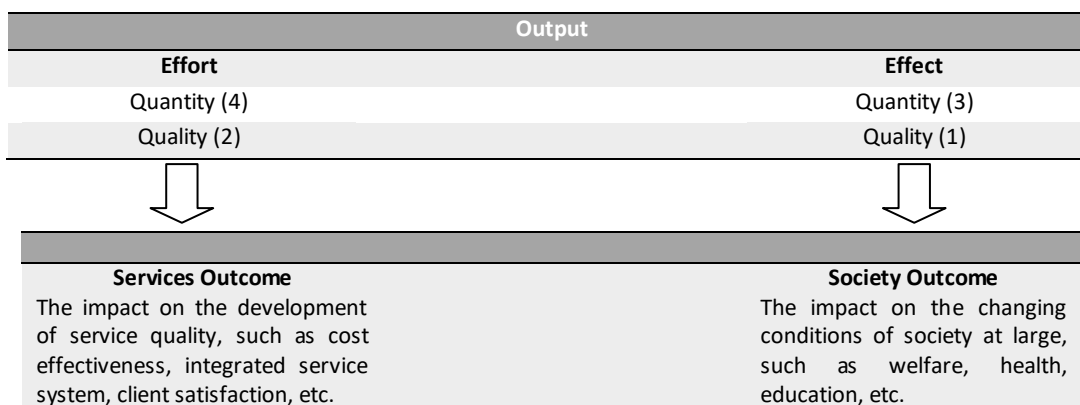 Output
Effort Effect
Quantity (4) Quantity (3)
Quality (2) Quality (1)
Services Outcome
The impact on the development
of service quality, such as cost
effectiveness, integrated service
system, client satisfaction, etc.
Society Outcome
The impact on the changing
conditions of society at large,
such as welfare, health,
education, etc.